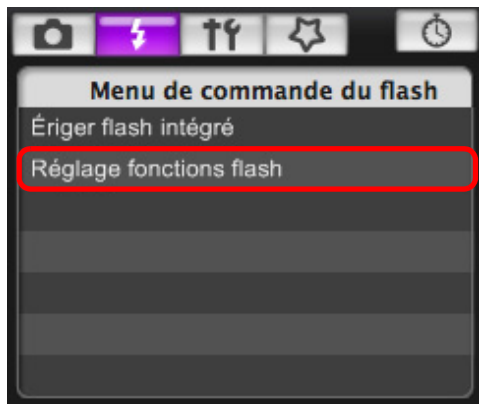 Menu de commande du flash
Ériger flash intégré
Réglage fonctions flash